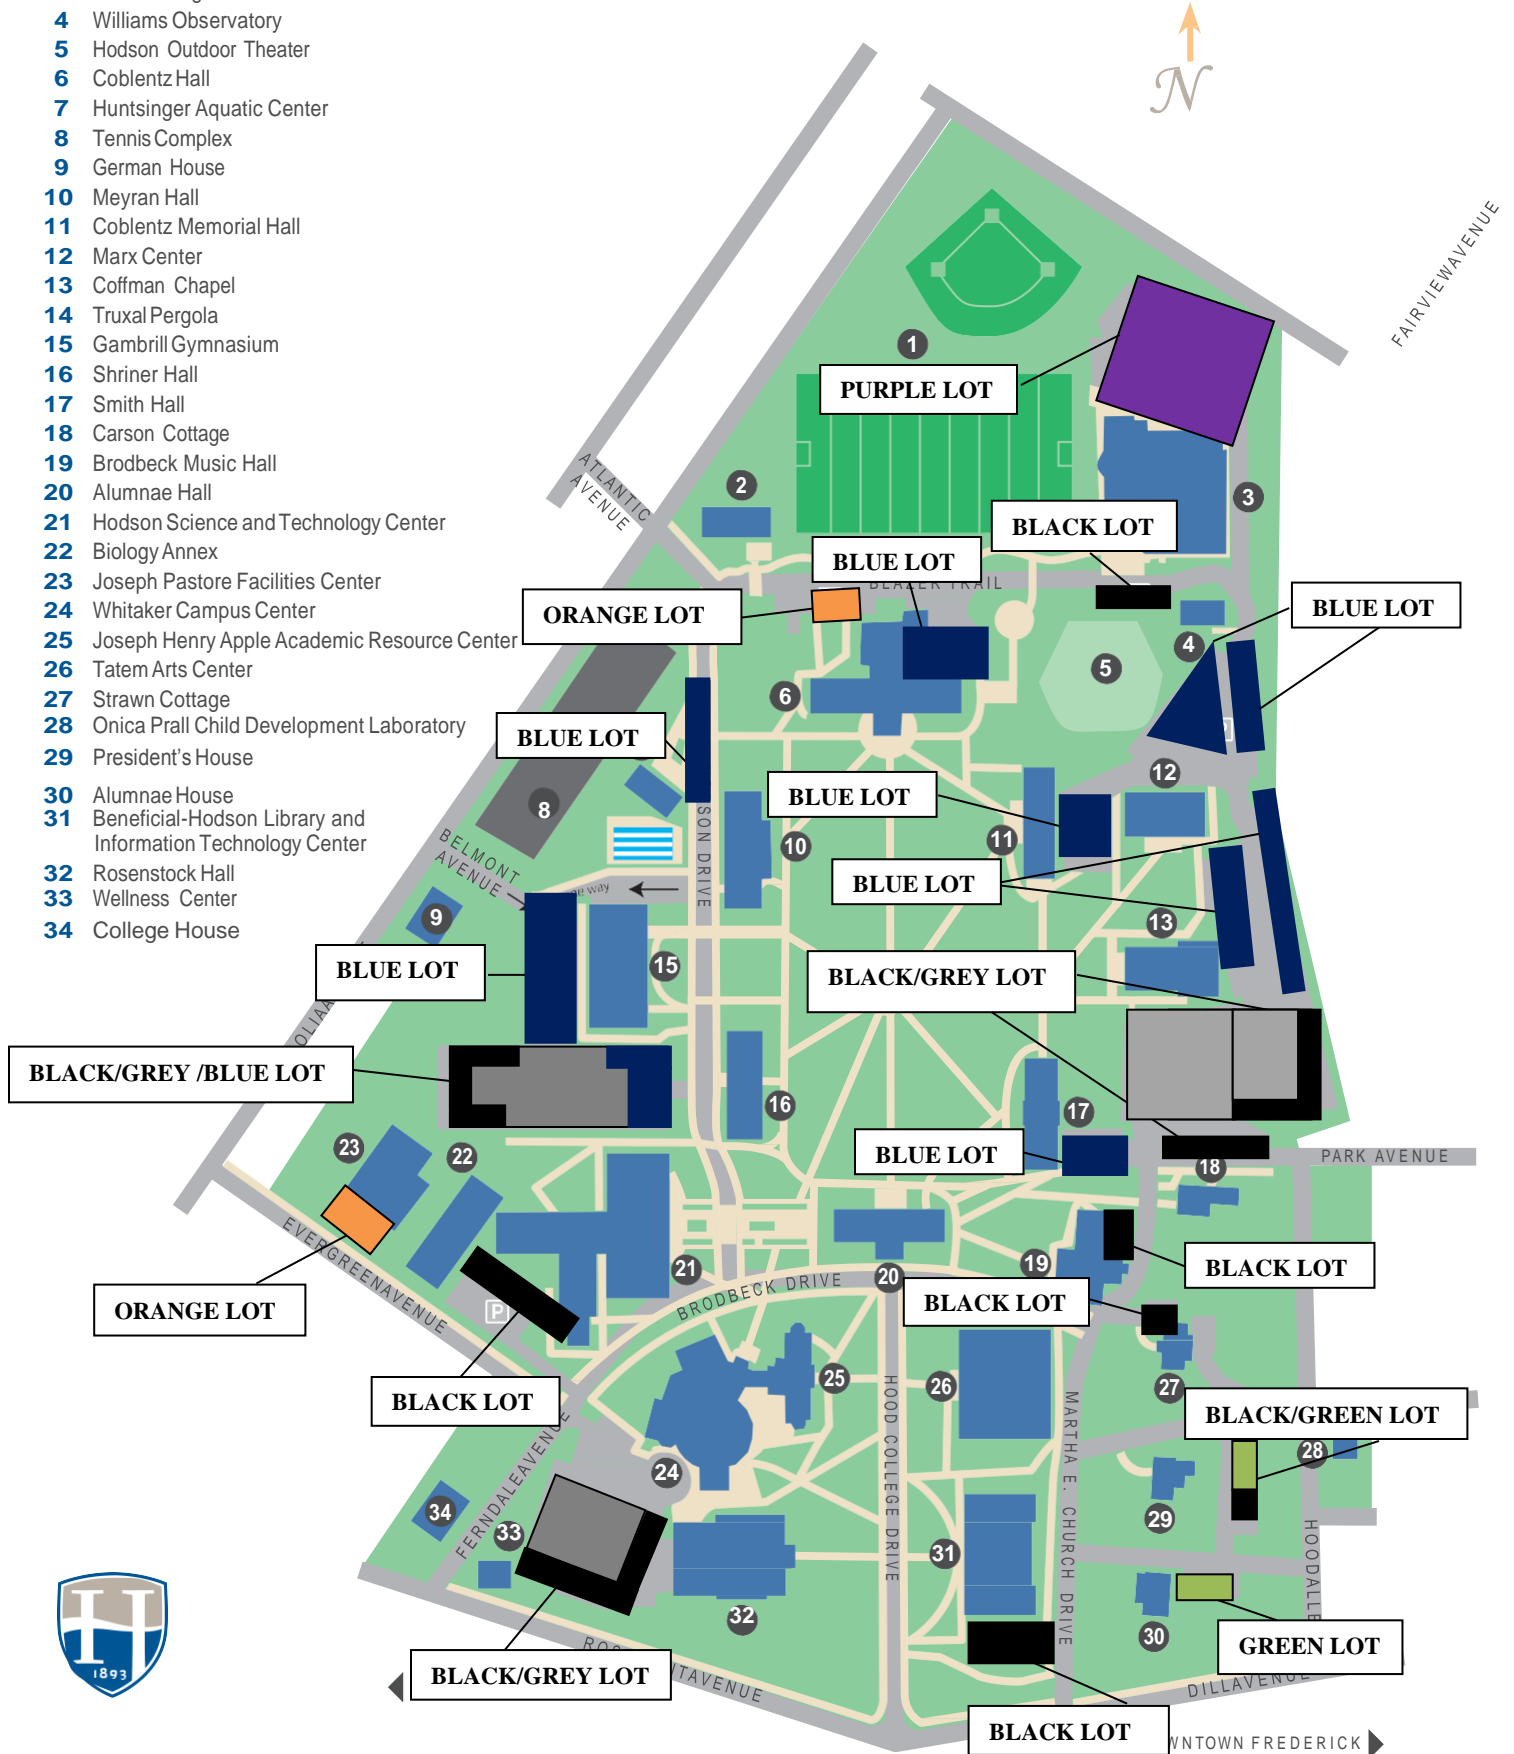 4 Williams Observatory
5 Hodson Outdoor Theater
6 Coblentz Hall
7 Huntsinger Aquatic Center
8 Tennis Complex
9 German House
10 Meyran Hall
11 Coblentz Memorial Hall
12 Marx Center
13 Coffman Chapel
14 Truxal Pergola
15 Gambrill Gymnasium
16 Shriner Hall
17 Smith Hall
18 Carson Cottage
19 Brodbeck Music Hall
20 Alumnae Hall
21 Hodson Science and Technology Center
22 Biology Annex
23 Joseph Pastore Facilities Center
24 Whitaker Campus Center
25 Joseph Henry Apple Academic Resource Center
26 Tatem Arts Center
27 Strawn Cottage
28 Onica Prall Child Development Laboratory
29 President's House
30 Alumnae House
31 Beneficial-Hodson Library and
Information Technology Center
32 Rosenstock Hall
33 Wellness Center
34 College House
N
FAIRVIEW AVENUE
1
PURPLE LOT
ATLANTIC
AVENUE
2
3
BLACK LOT
BLUE LOT
BLAZER TRAIL
ORANGE LOT
BLUE LOT
4
5
6
BLUE LOT
P
12
BLUE LOT
8
SON DRIVE
10
11
BELMONT
AVENUE
way
BLUE LOT
9
13
BLUE LOT
15
BLACK/GREY LOT
BLACK/GREY /BLUE LOT
16
17
23
22
BLUE LOT
18
PARK AVENUE
EVERGREEN AVENUE
ORANGE LOT
21
BRODBECK DRIVE
20
19
BLACK LOT
BLACK LOT
P
BLACK LOT
25
26
27
HOOD COLLEGE DRIVE
MARTHA E. CHURCH DRIVE
BLACK/GREEN LOT
28
FERNDALE AVENUE
24
29
34
33
31
HOOD ALLE
32
30
GREEN LOT
BLACK/GREY LOT
BLACK LOT
DILL AVENUE
1893